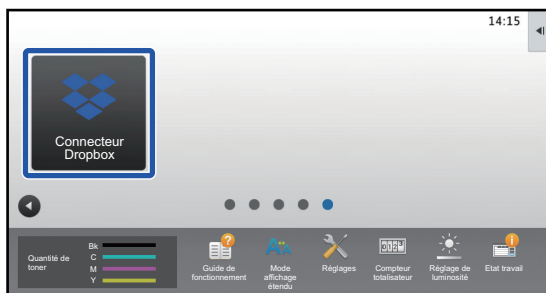 14:15
Connecteur
Dropbox
Quantité de
toner
Bk
C
M
Y
Guide de
fonctionnement
Mode
affichage
étendu
Réglages
Compteur
totalisateur
Réglage de
luminosité
Etat travail